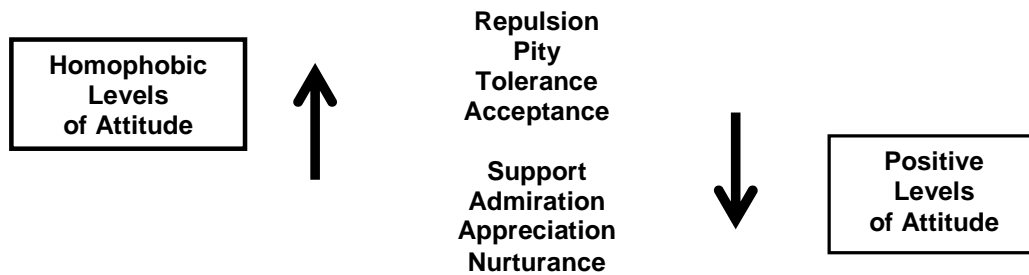 Homophobic
Levels
of Attitude
Repulsion
Pity
Tolerance
Acceptance
Support
Admiration
Appreciation
Nurturance
Positive
Levels
of Attitude